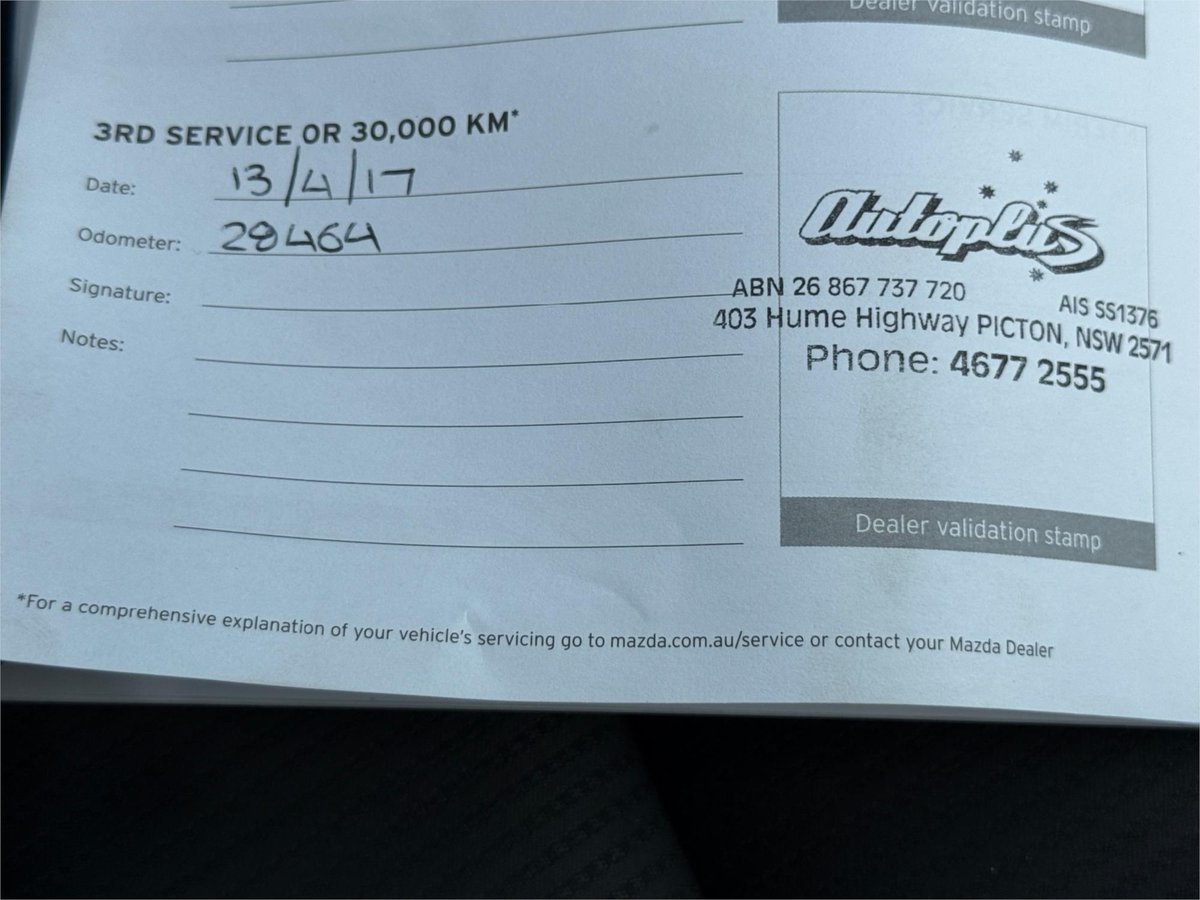 Dealer validation stamp
3RD SERVICE OR 30,000 KM*
Date: 13/4/17
Odometer: 28464
Signature:
Notes:
autoplus
ABN 26 867 737 720 AIS SS1376
403 Hume Highway PICTON, NSW 2571
Phone: 4677 2555
Dealer validation stamp
*For a comprehensive explanation of your vehicle's servicing go to mazda.com.au/service or contact your Mazda Dealer